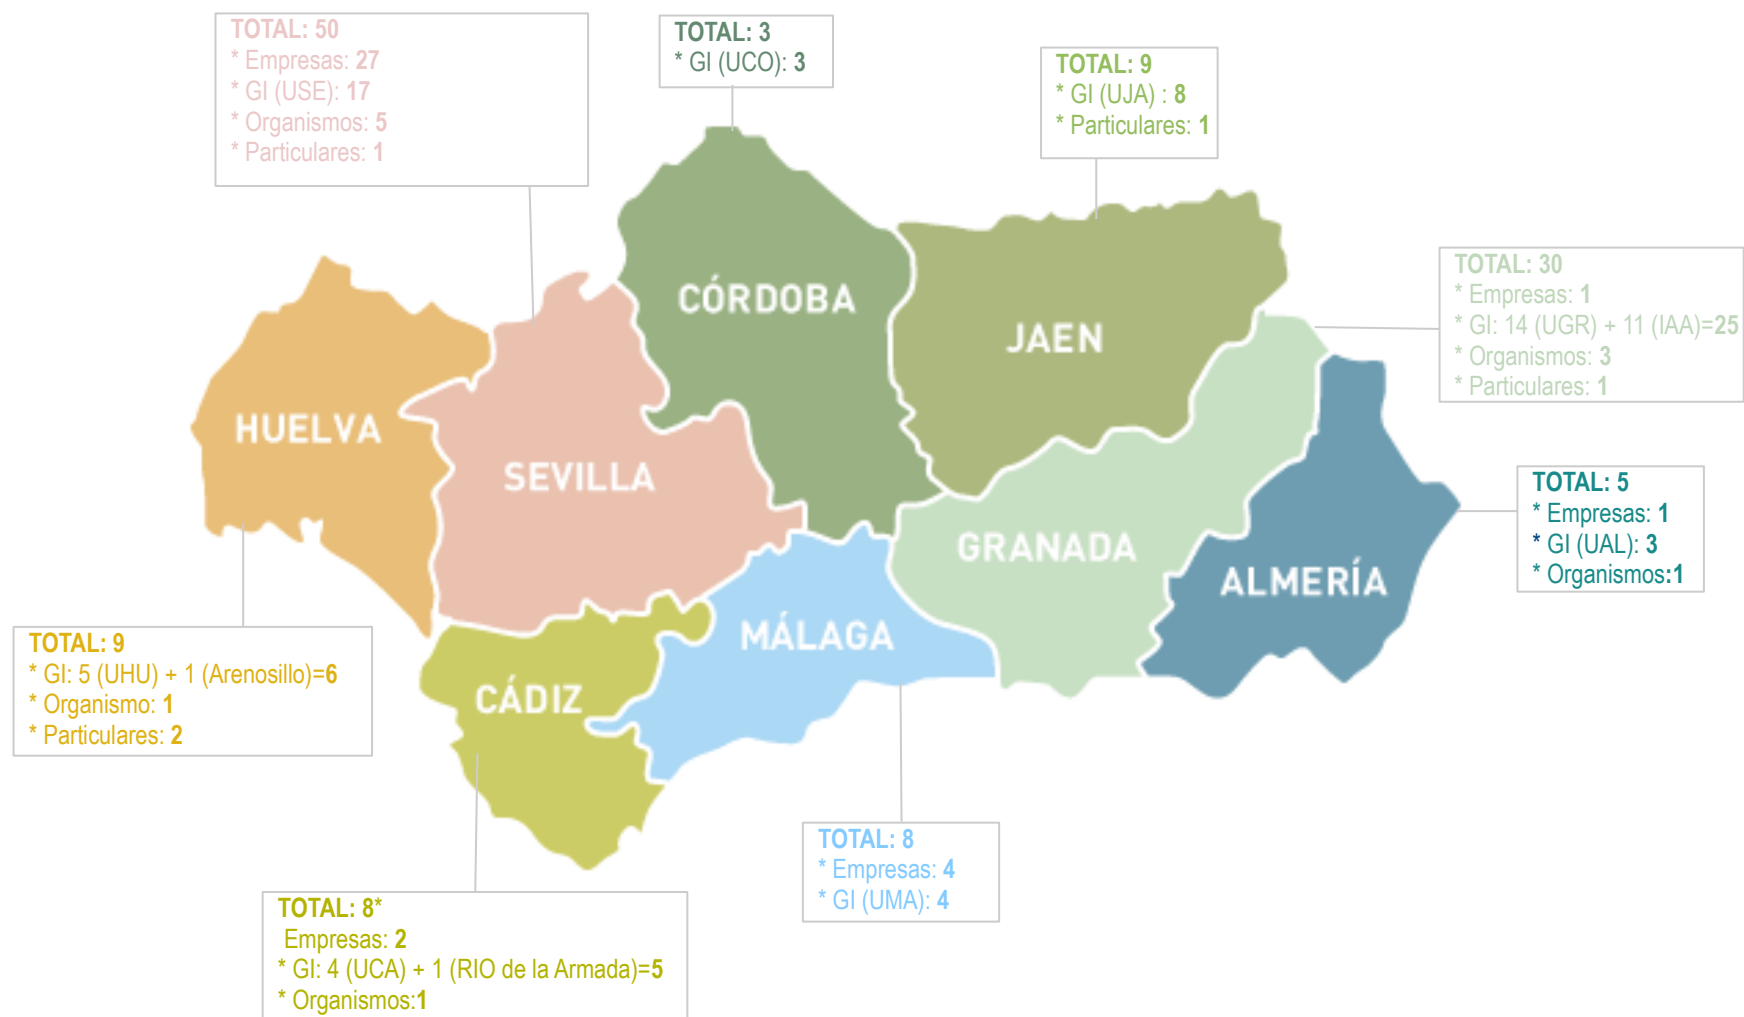 TOTAL: 50
* Empresas: 27
* GI (USE): 17
* Organismos: 5
* Particulares: 1
TOTAL: 3
* GI (UCO): 3
TOTAL: 9
* GI (UJA) : 8
* Particulares: 1
TOTAL: 30
* Empresas: 1
* GI: 14 (UGR) + 11 (IAA)=25
* Organismos: 3
* Particulares: 1
CÓRDOBA
JAEN
HUELVA
SEVILLA
GRANADA
ALMERÍA
MÁLAGA
CÁDIZ
TOTAL: 5
* Empresas: 1
* GI (UAL): 3
* Organismos:1
TOTAL: 9
* GI: 5 (UHU) + 1 (Arenosillo)=6
* Organismo: 1
* Particulares: 2
TOTAL: 8
* Empresas: 4
* GI (UMA): 4
TOTAL: 8*
Empresas: 2
* GI: 4 (UCA) + 1 (RIO de la Armada)=5
* Organismos:1